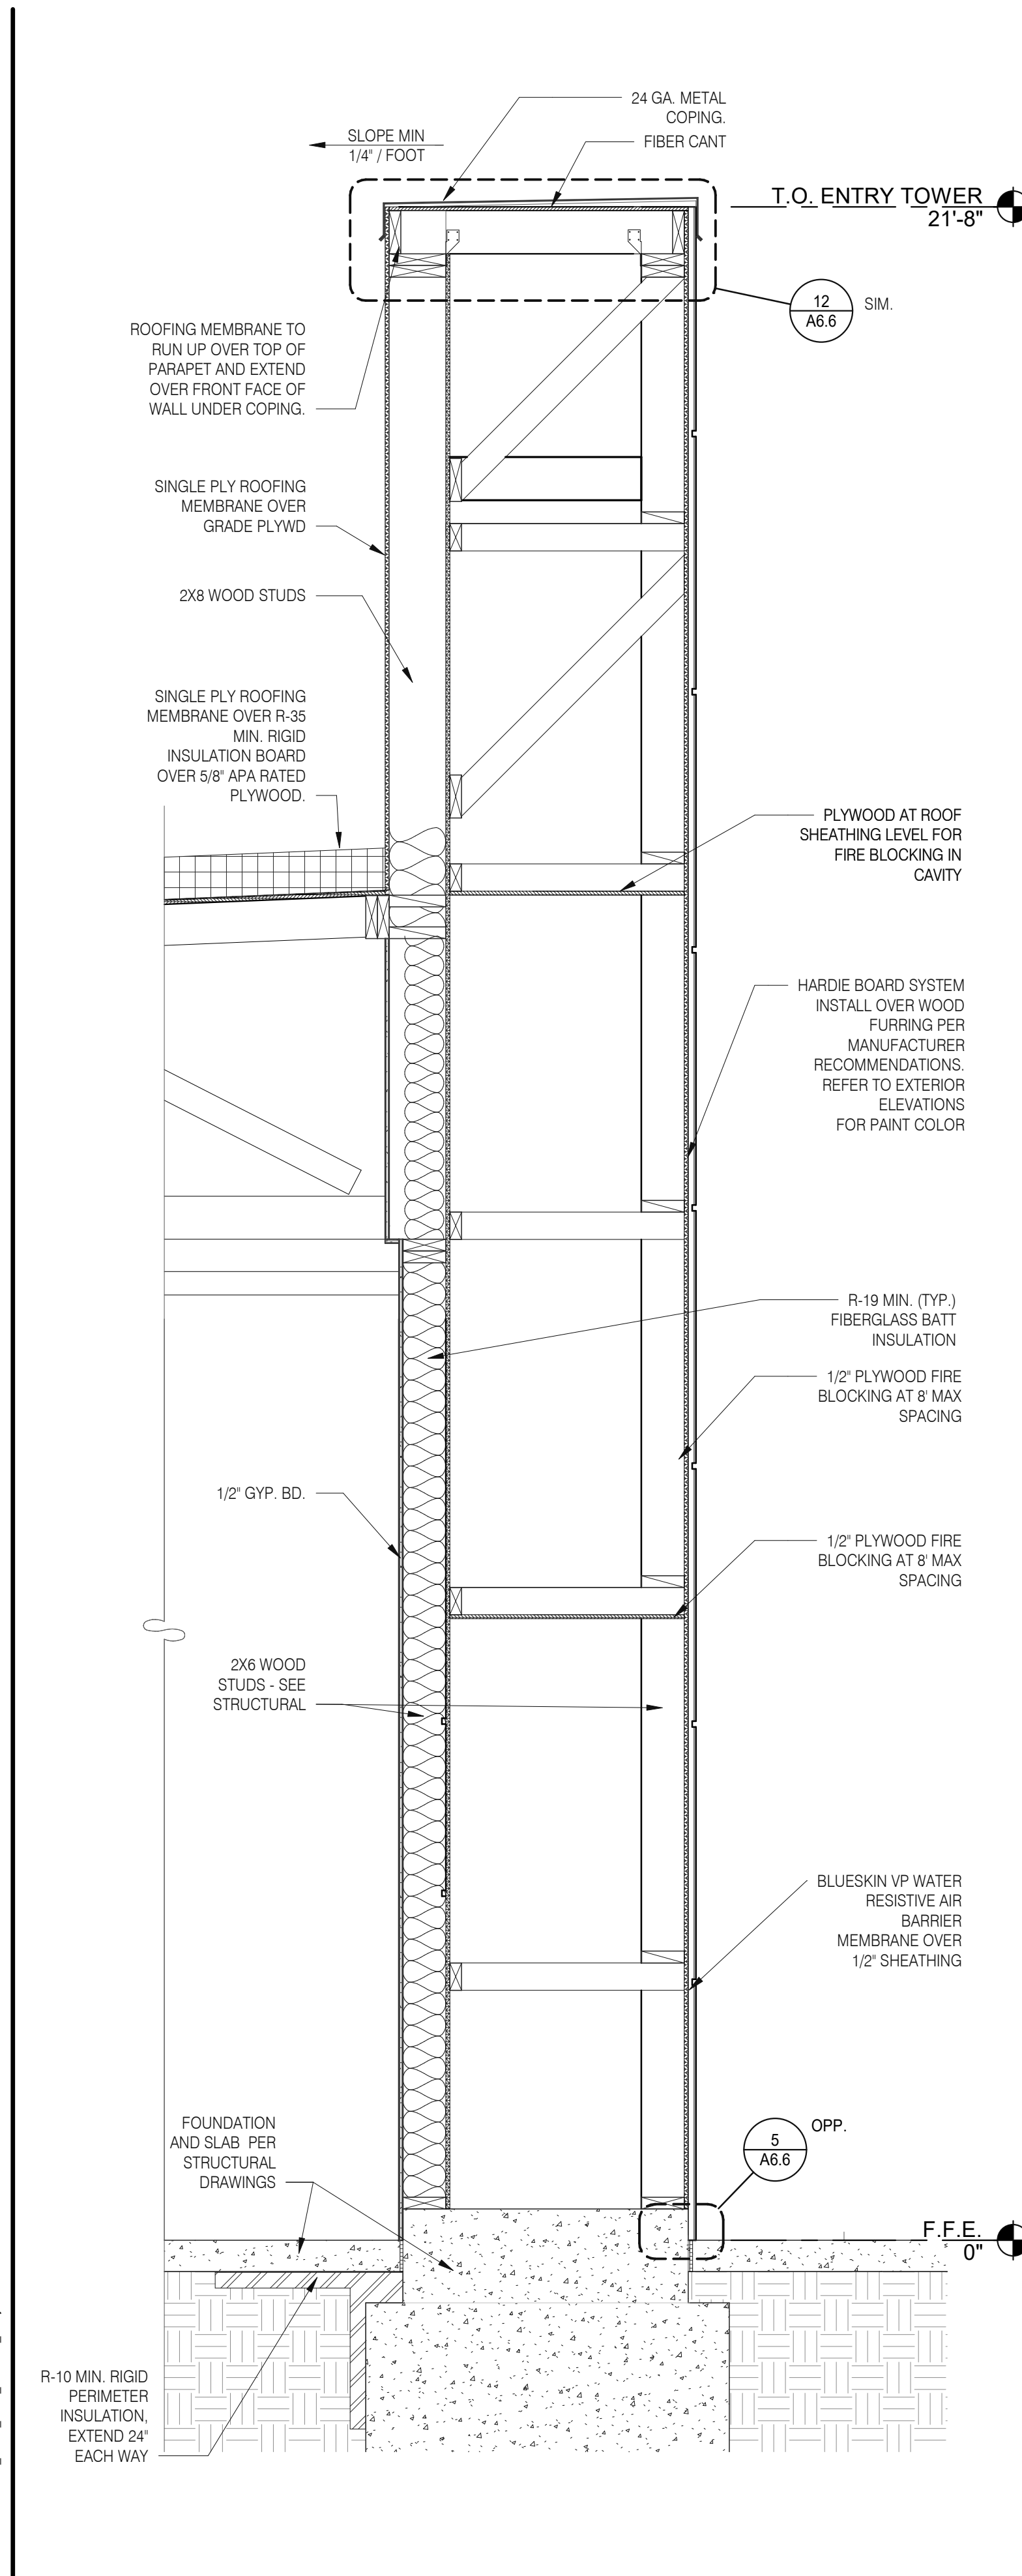 24 GA. METAL
COPING.
FIBER CANT
SLOPE MIN
1/4" / FOOT
T.O. ENTRY TOWER
21'-8"
12
A6.6
SIM.
ROOFING MEMBRANE TO
RUN UP OVER TOP OF
PARAPET AND EXTEND
OVER FRONT FACE OF
WALL UNDER COPING.
SINGLE PLY ROOFING
MEMBRANE OVER
GRADE PLYWD
2X8 WOOD STUDS
SINGLE PLY ROOFING
MEMBRANE OVER R-35
MIN. RIGID
INSULATION BOARD
OVER 5/8" APA RATED
PLYWOOD.
PLYWOOD AT ROOF
SHEATHING LEVEL FOR
FIRE BLOCKING IN
CAVITY
HARDIE BOARD SYSTEM
INSTALL OVER WOOD
FURRING PER
MANUFACTURER
RECOMMENDATIONS.
REFER TO EXTERIOR
ELEVATIONS
FOR PAINT COLOR
R-19 MIN. (TYP.)
FIBERGLASS BATT
INSULATION
1/2" PLYWOOD FIRE
BLOCKING AT 8' MAX
SPACING
1/2" GYP. BD.
1/2" PLYWOOD FIRE
BLOCKING AT 8' MAX
SPACING
2X6 WOOD
STUDS - SEE
STRUCTURAL
BLUESKIN VP WATER
RESISTIVE AIR
BARRIER
MEMBRANE OVER
1/2" SHEATHING
FOUNDATION
AND SLAB PER
STRUCTURAL
DRAWINGS
5
A6.6
OPP.
F.F.E.
0"
R-10 MIN. RIGID
PERIMETER
INSULATION,
EXTEND 24"
EACH WAY